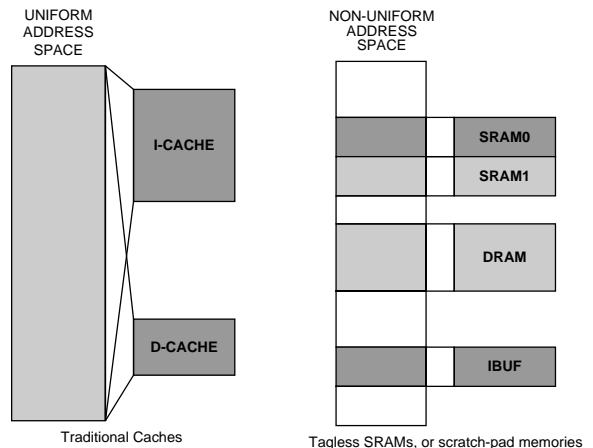 UNIFORM
ADDRESS
SPACE
I-CACHE
D-CACHE
Traditional Caches
NON-UNIFORM
ADDRESS
SPACE
SRAM0
SRAM1
DRAM
IBUF
Tagless SRAMs, or scratch-pad memories